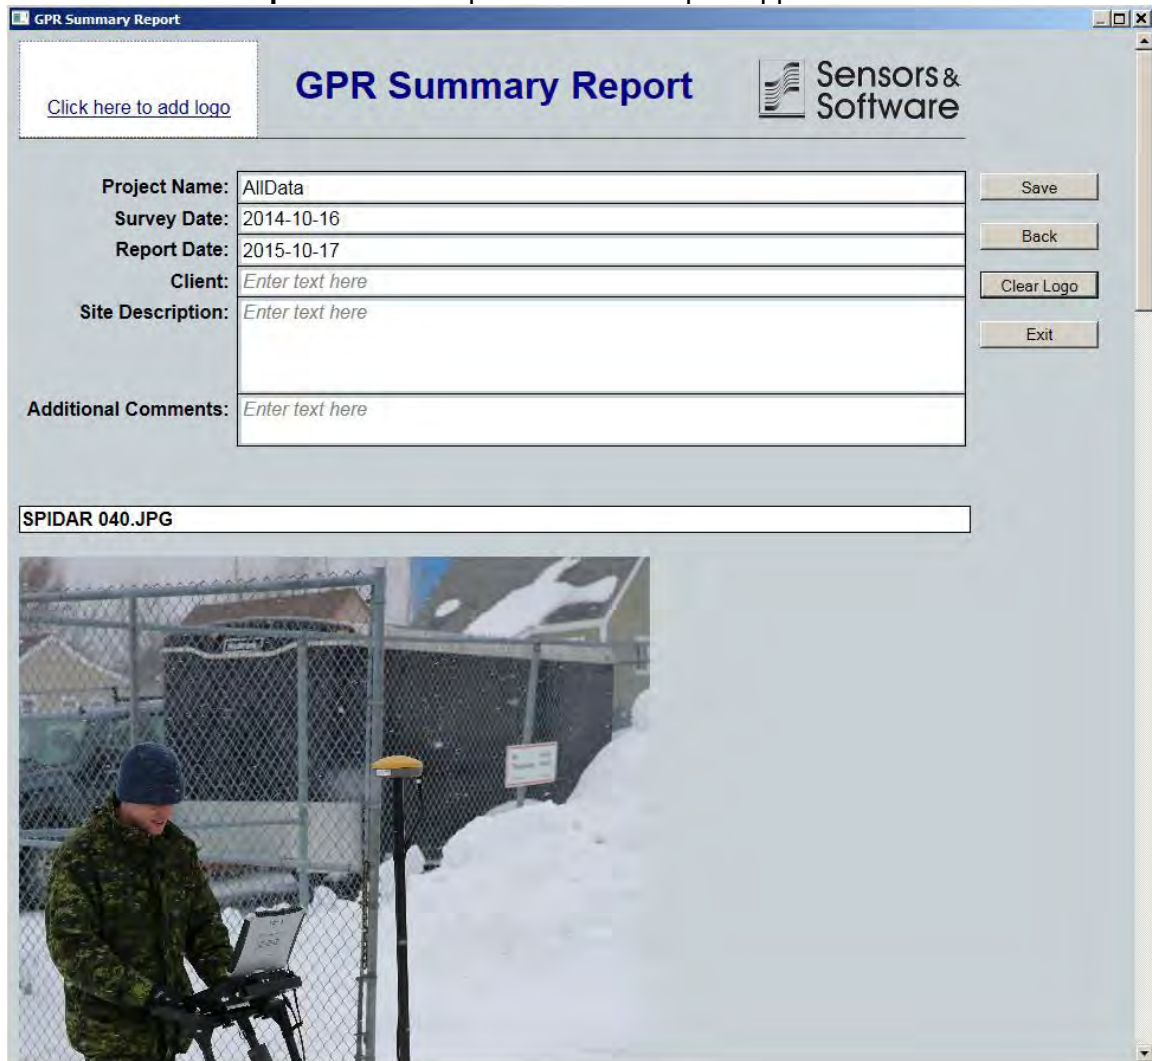 GPR Summary Report
Click here to add logo
GPR Summary Report
Sensors &
Software
Project Name: AllData
Survey Date: 2014-10-16
Report Date: 2015-10-17
Client: Enter text here
Site Description: Enter text here
Additional Comments: Enter text here
Save
Back
Clear Logo
Exit
SPIDAR 040.JPG